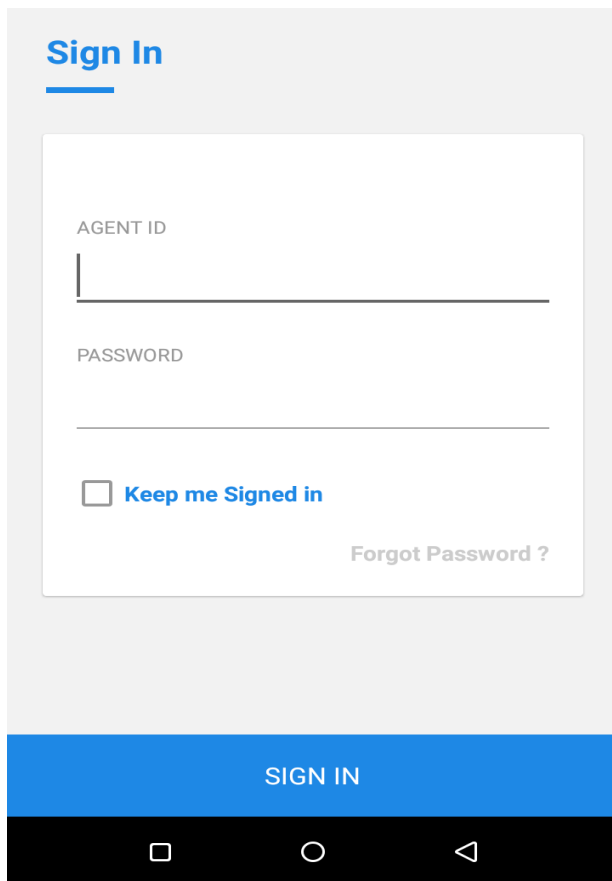 Sign In
AGENT ID
PASSWORD
Keep me Signed in
Forgot Password ?
SIGN IN